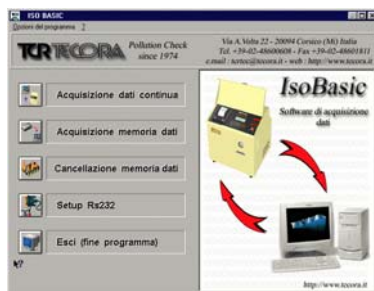 ISO BASIC
Opzioni del programma ?
TCR TECORA
Pollution Check
since 1974
Via A.Volta 22 - 20094 Corsico (Mi) Italia
Tel. +39-02-48600608 - Fax +39-02-48601811
e.mail : tcrtec@tecora.it - web : http://www.tecora.it
Acquisizione dati continua
Acquisizione memoria dati
Cancellazione memoria dati
Setup Rs232
Esci (fine programma)
IsoBasic
Software di acquisizione
dati
http://www.tecora.it